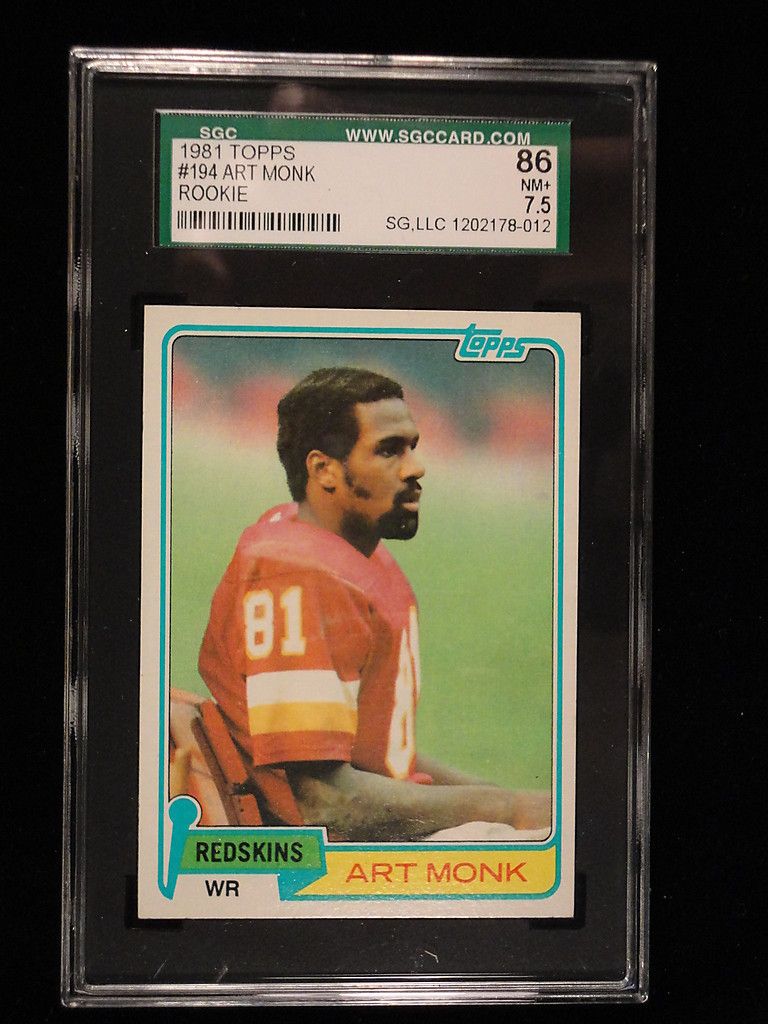 SGC WWW.SGCCARD.COM
1981 TOPPS 86
#194 ART MONK NM+
ROOKIE 7.5
SG,LLC 1202178-012
topps
81
8
REDSKINS
WR
ART MONK